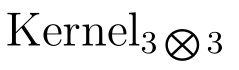 Kernel₃ ⨂ ₃